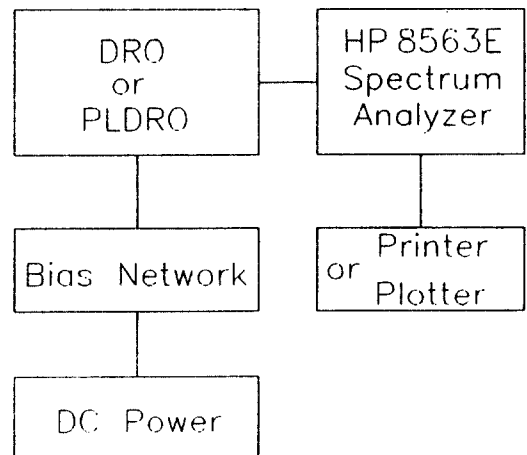 DRO
or
PLDRO
HP 8563E
Spectrum
Analyzer
Bias Network
or Printer
Plotter
DC Power